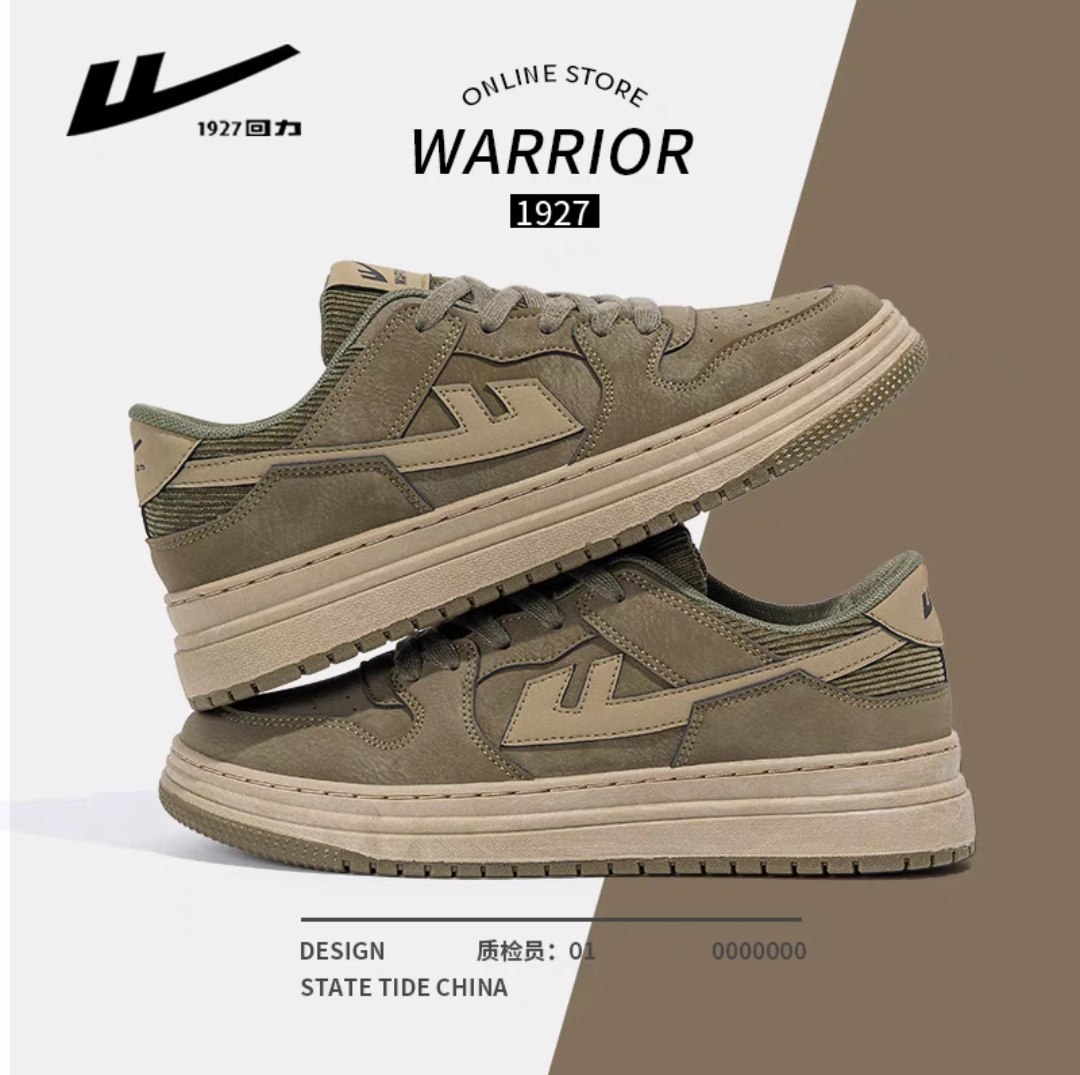 1927回力
ONLINE STORE
WARRIOR
1927
DESIGN 质检员：01 0000000
STATE TIDE CHINA